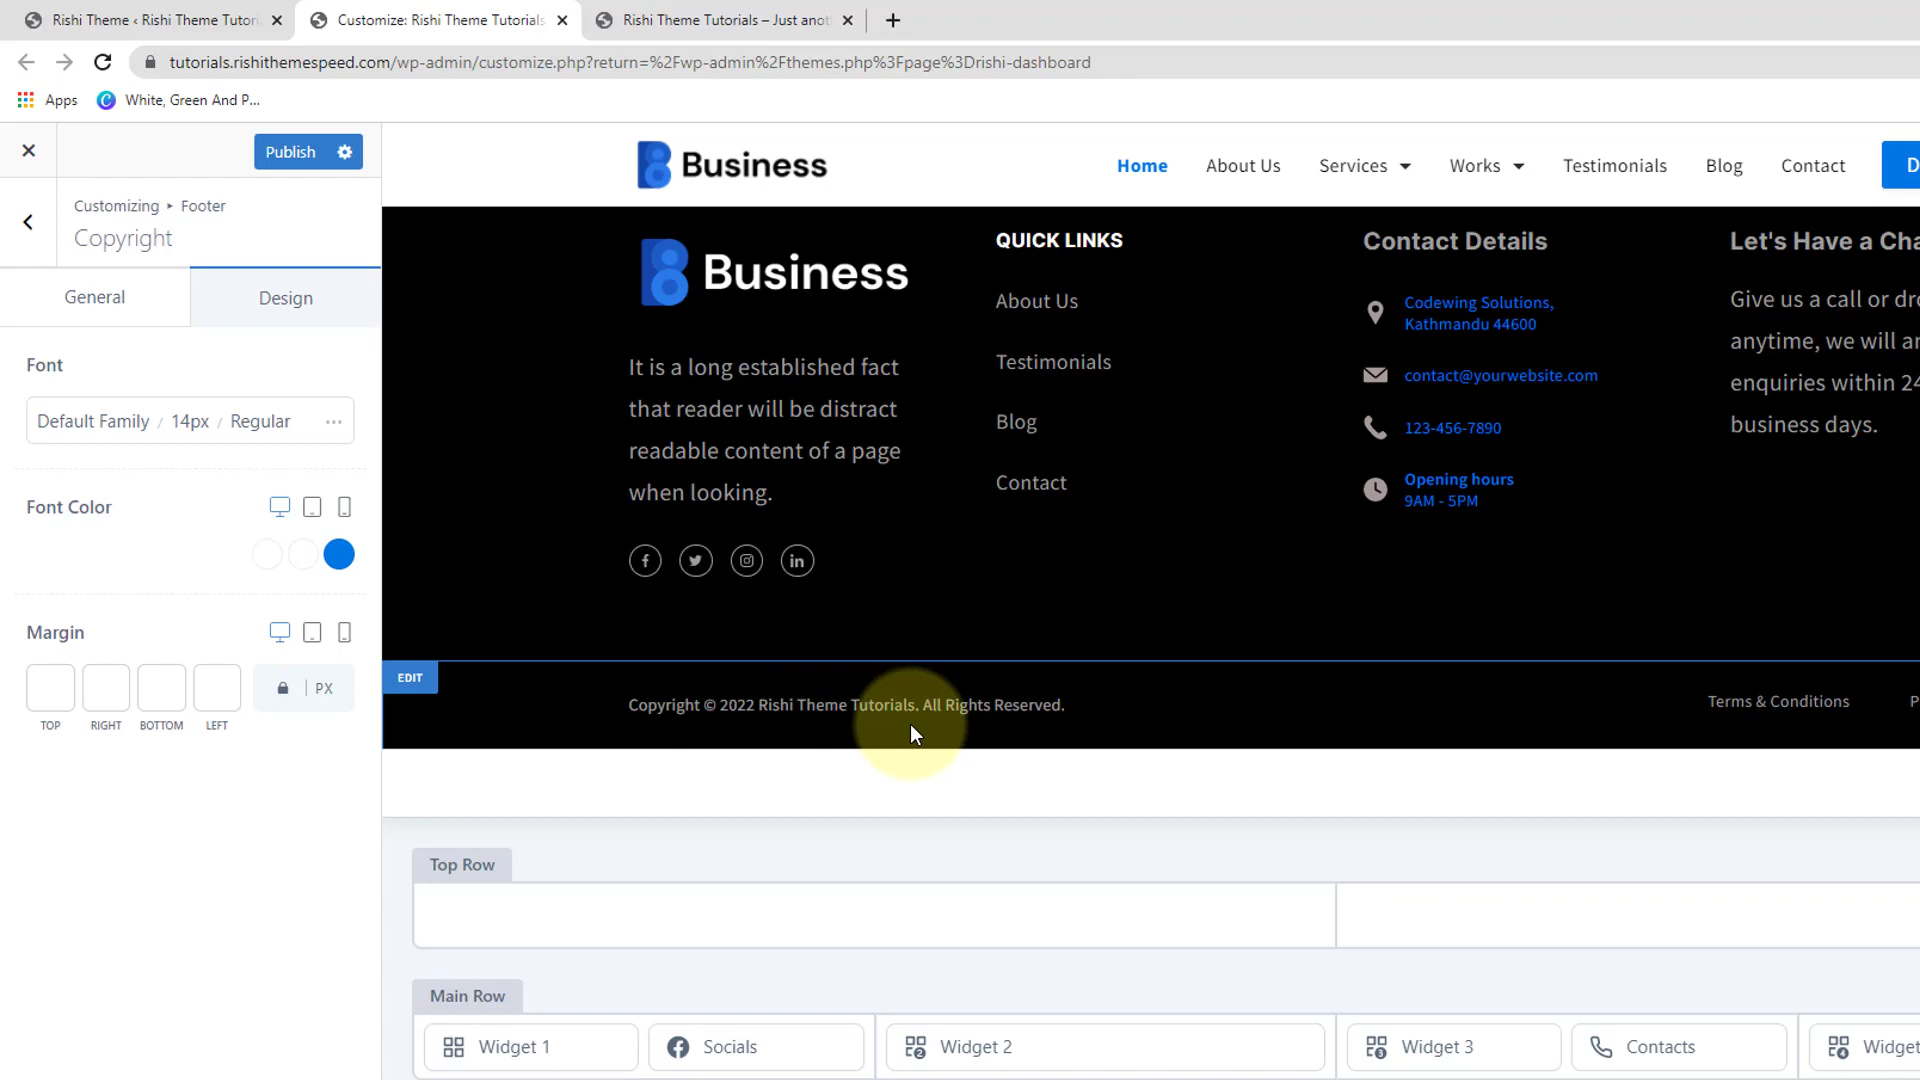 Rishi Theme ‹ Rishi Theme Tutori
Customize: Rishi Theme Tutorials
Rishi Theme Tutorials – Just anot
tutorials.rishithemespeed.com/wp-admin/customize.php?return=%2Fwp-admin%2Fthemes.php%3Fpage%3Drishi-dashboard
Apps
White, Green And P...
Publish
Customizing ▸ Footer
Copyright
General
Design
Font
Default Family / 14px / Regular
Font Color
Margin
PX
TOP
RIGHT
BOTTOM
LEFT
Business
Home
About Us
Services
Works
Testimonials
Blog
Contact
D
Business
It is a long established fact
that reader will be distract
readable content of a page
when looking.
QUICK LINKS
About Us
Testimonials
Blog
Contact
Contact Details
Codewing Solutions,
Kathmandu 44600
contact@yourwebsite.com
123-456-7890
Opening hours
9AM - 5PM
Let's Have a Cha
Give us a call or dro
anytime, we will an
enquiries within 24
business days.
EDIT
Copyright © 2022 Rishi Theme Tutorials. All Rights Reserved.
Terms & Conditions
P
Top Row
Main Row
Widget 1
Socials
Widget 2
Widget 3
Contacts
Widget